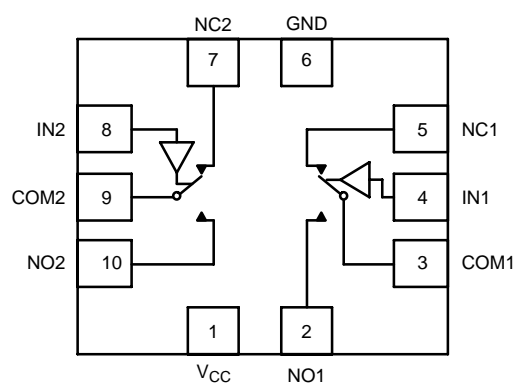 NC2 GND
7 6
IN2 8 5 NC1
COM2 9 4 IN1
NO2 10 3 COM1
1 2
VCC NO1